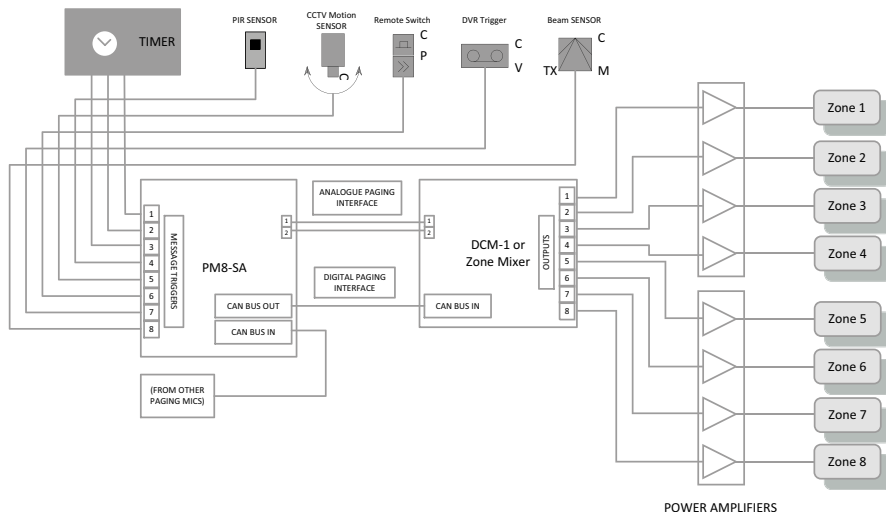 TIMER
PIR SENSOR
CCTV Motion
SENSOR
Remote Switch
C
P
DVR Trigger
C
V
Beam SENSOR
C
TX
M
Zone 1
Zone 2
Zone 3
Zone 4
Zone 5
Zone 6
Zone 7
Zone 8
1
2
3
4
5
6
7
8
MESSAGE TRIGGERS
PM8-SA
1
2
ANALOGUE PAGING
INTERFACE
1
2
DIGITAL PAGING
INTERFACE
CAN BUS OUT
CAN BUS IN
CAN BUS IN
DCM-1 or
Zone Mixer
OUTPUTS
1
2
3
4
5
6
7
8
(FROM OTHER
PAGING MICS)
POWER AMPLIFIERS